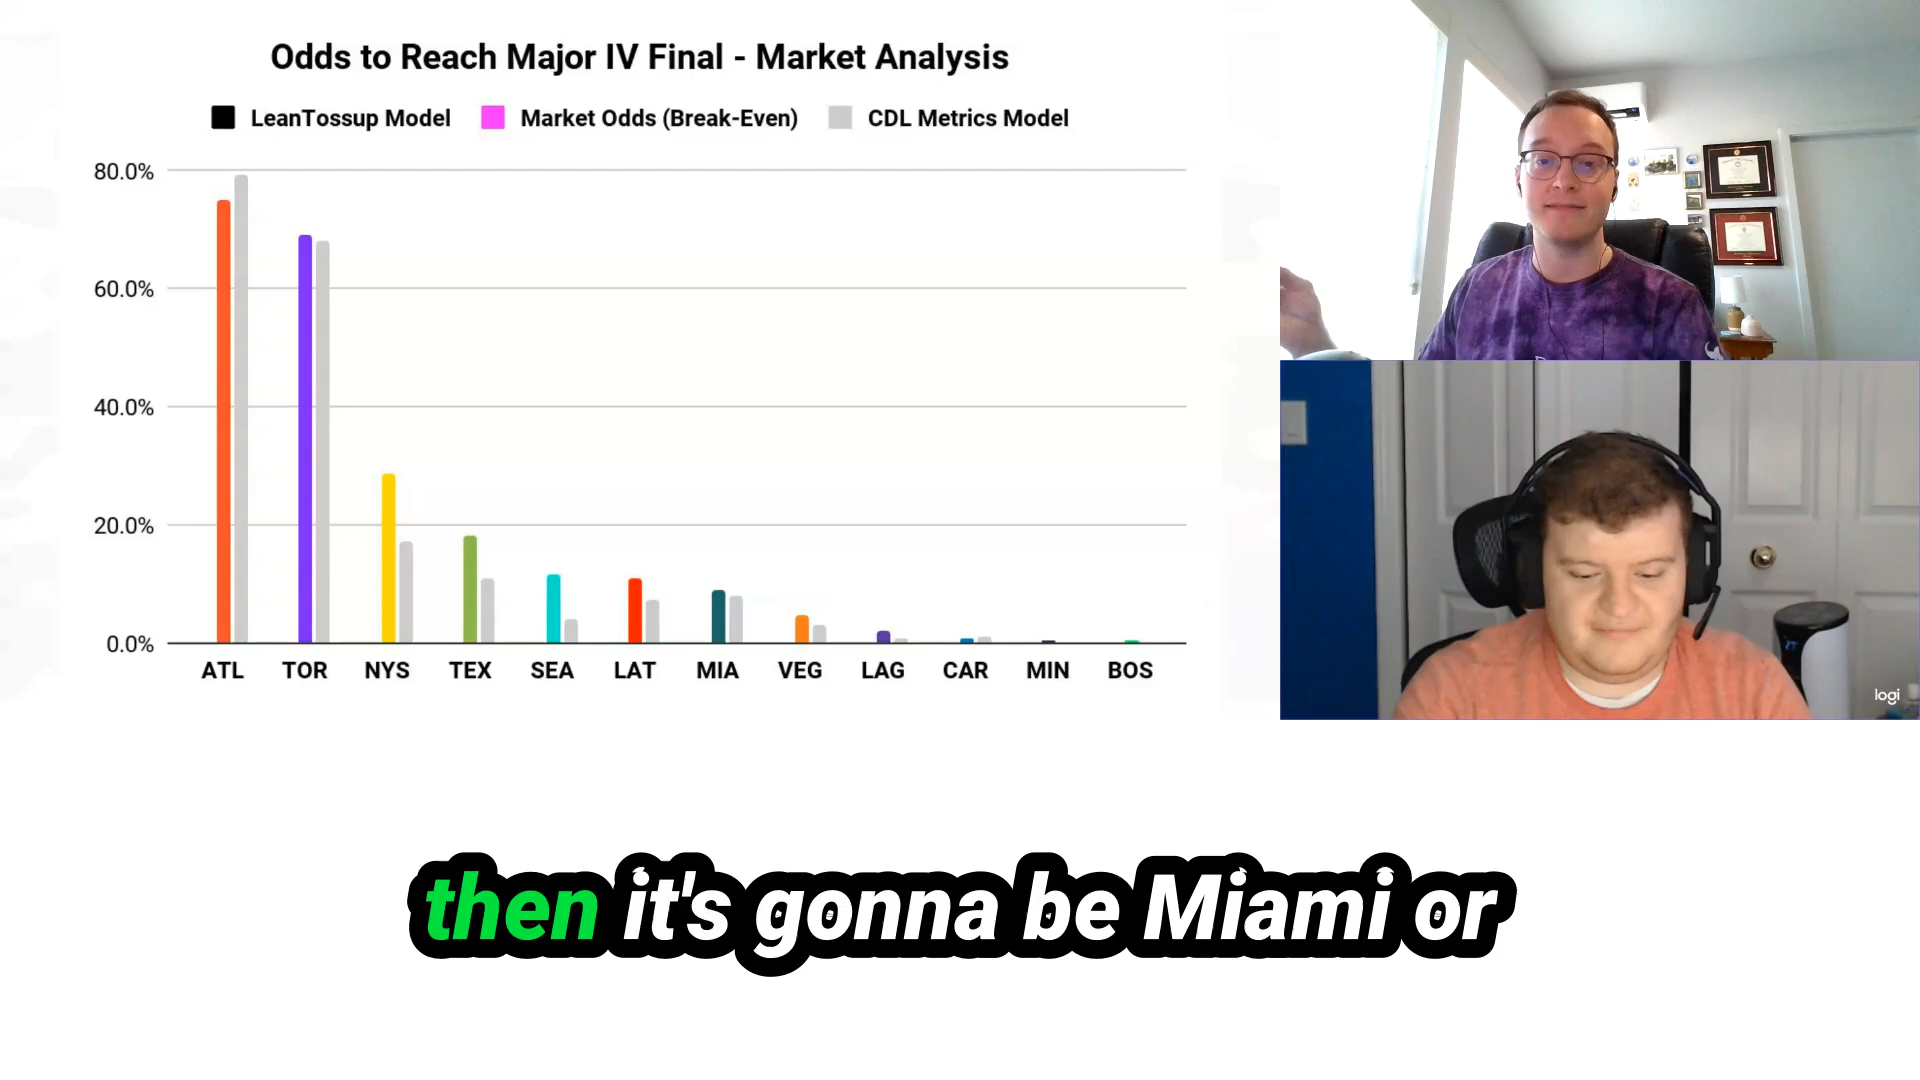 Odds to Reach Major IV Final - Market Analysis
LeanTossup Model Market Odds (Break-Even) CDL Metrics Model
80.0%
60.0%
40.0%
20.0%
0.0%
ATL TOR NYS TEX SEA LAT MIA VEG LAG CAR MIN BOS
logi
then it's gonna be Miami or